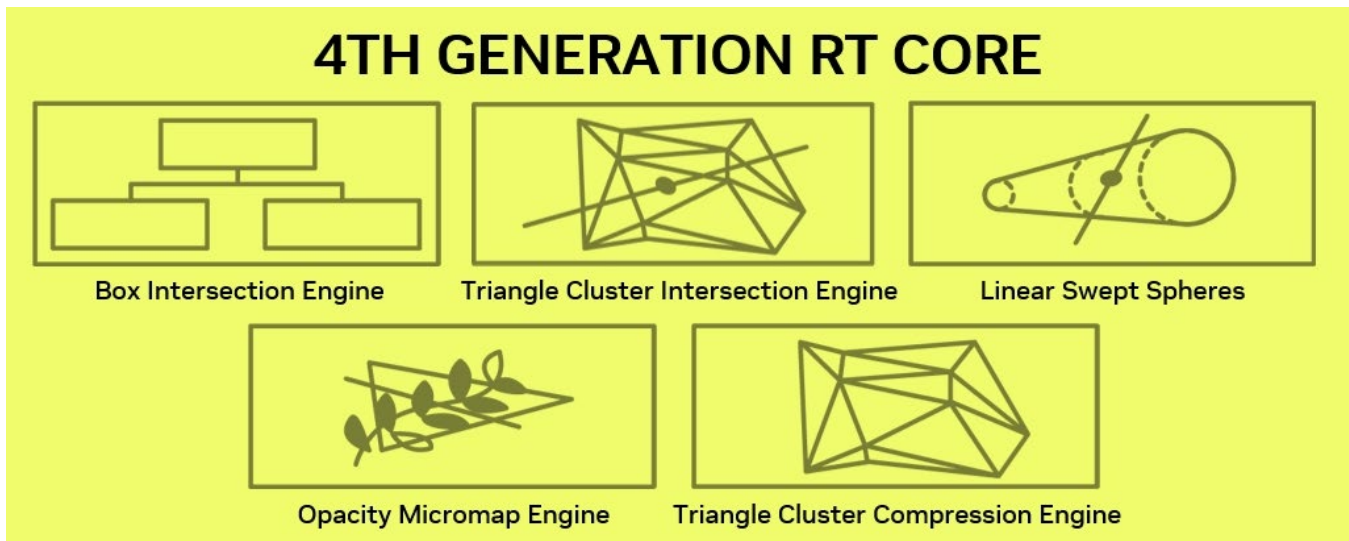 4TH GENERATION RT CORE
Box Intersection Engine
Triangle Cluster Intersection Engine
Linear Swept Spheres
Opacity Micromap Engine
Triangle Cluster Compression Engine